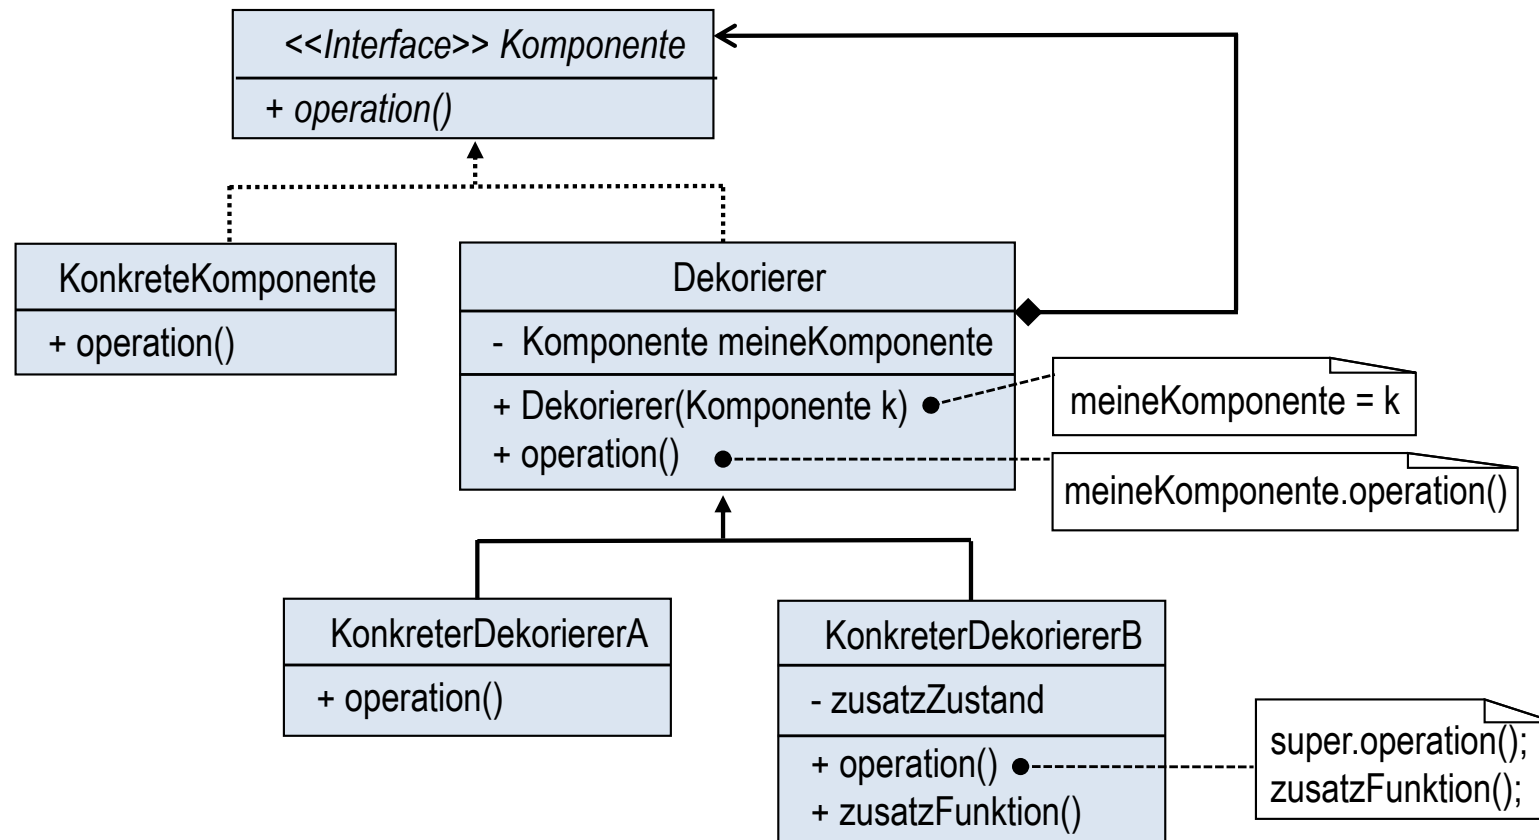 <<Interface>> Komponente
+ operation()
KonkreteKomponente
+ operation()
Dekorierer
- Komponente meineKomponente
+ Dekorierer(Komponente k)
+ operation()
meineKomponente = k
meineKomponente.operation()
KonkreterDekoriererA
+ operation()
KonkreterDekoriererB
- zusatzZustand
+ operation()
+ zusatzFunktion()
super.operation();
zusatzFunktion();